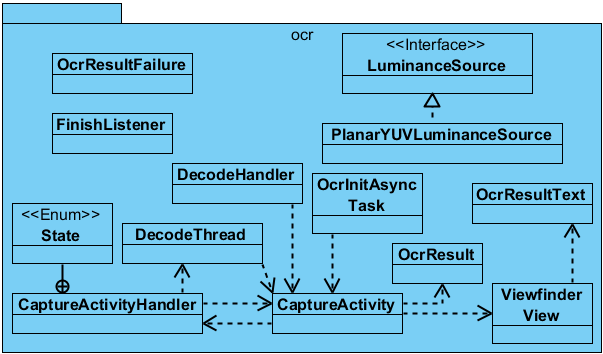 ocr
OcrResultFailure
<<Interface>>
LuminanceSource
FinishListener
PlanarYUVLuminanceSource
DecodeHandler
OcrInitAsync
Task
OcrResultText
<<Enum>>
State
DecodeThread
OcrResult
CaptureActivityHandler
CaptureActivity
Viewfinder
View